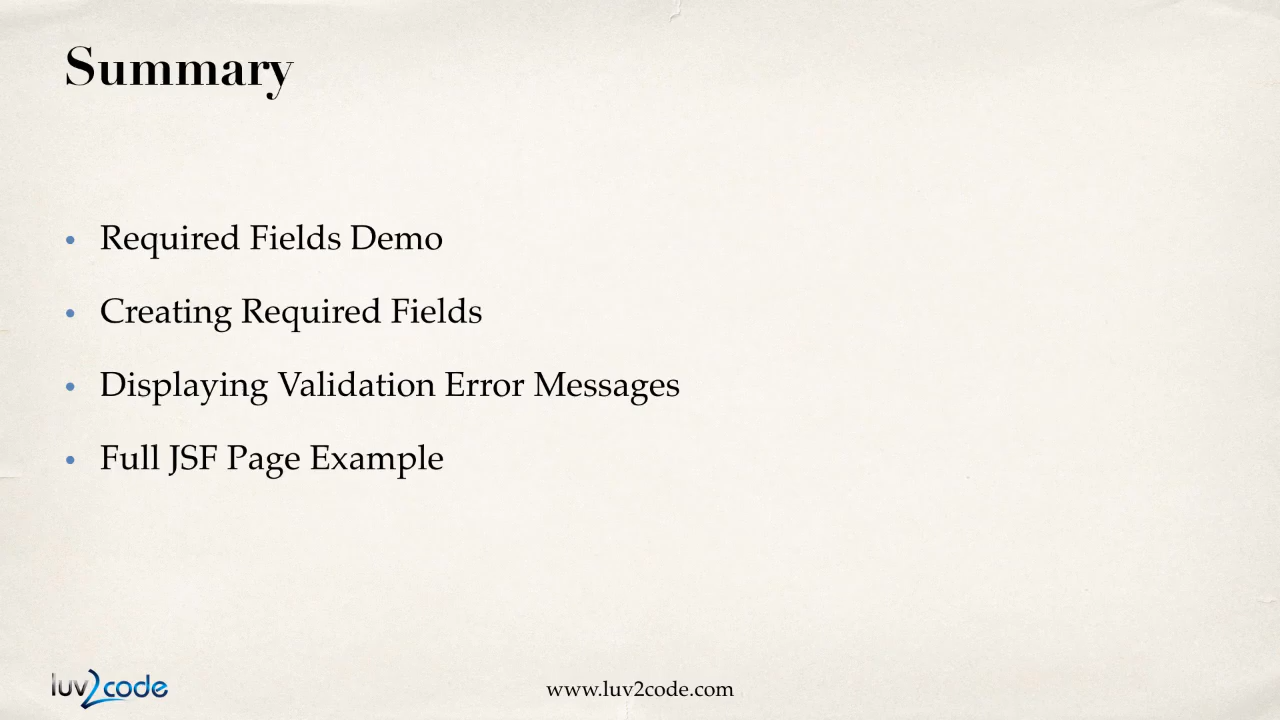 Summary
• Required Fields Demo
• Creating Required Fields
• Displaying Validation Error Messages
• Full JSF Page Example
luv2code
www.luv2code.com